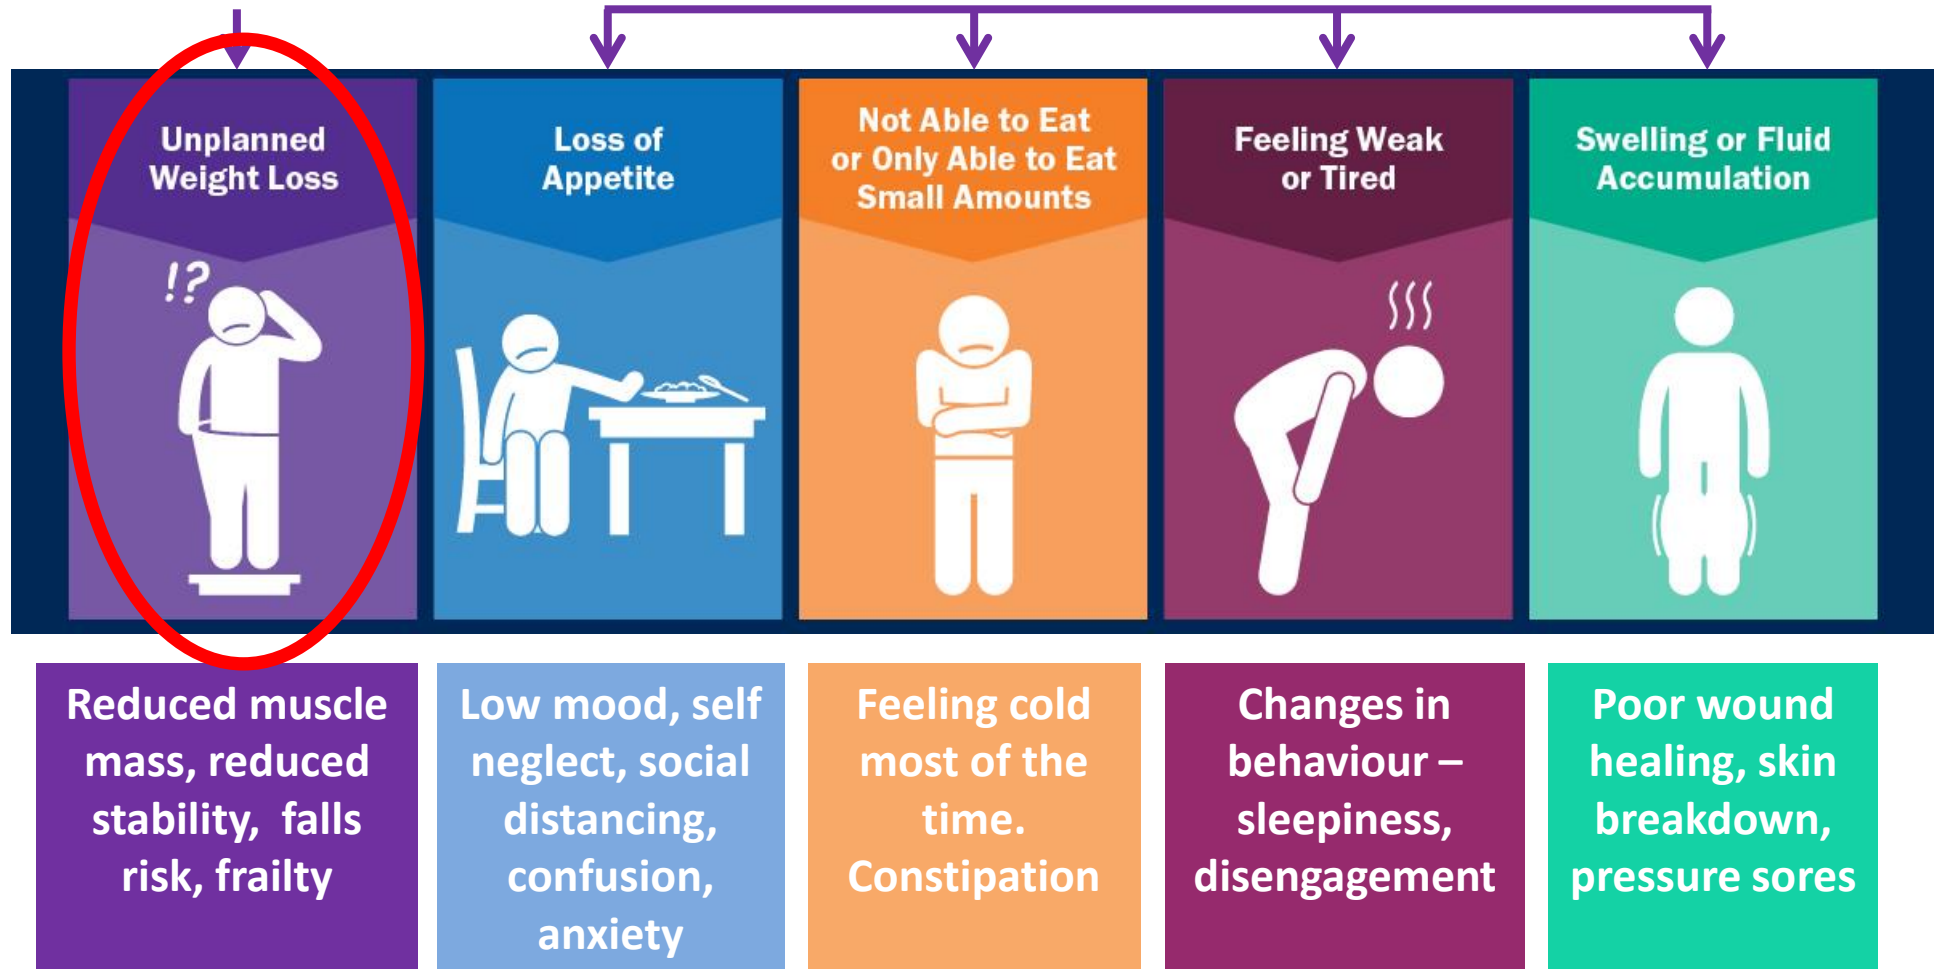 Unplanned
Weight Loss
Loss of
Appetite
Not Able to Eat
or Only Able to Eat
Small Amounts
Feeling Weak
or Tired
Swelling or Fluid
Accumulation
!?
Reduced muscle
mass, reduced
stability, falls
risk, frailty
Low mood, self
neglect, social
distancing,
confusion,
anxiety
Feeling cold
most of the
time.
Constipation
Changes in
behaviour –
sleepiness,
disengagement
Poor wound
healing, skin
breakdown,
pressure sores